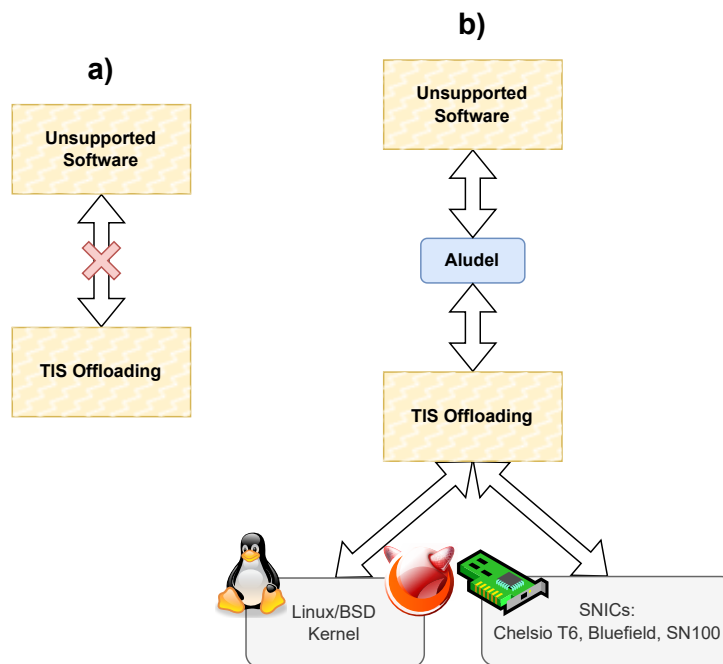 a)
Unsupported
Software
TIS Offloading
b)
Unsupported
Software
Aludel
TIS Offloading
Linux/BSD
Kernel
SNICs:
Chelsio T6, Bluefield, SN100